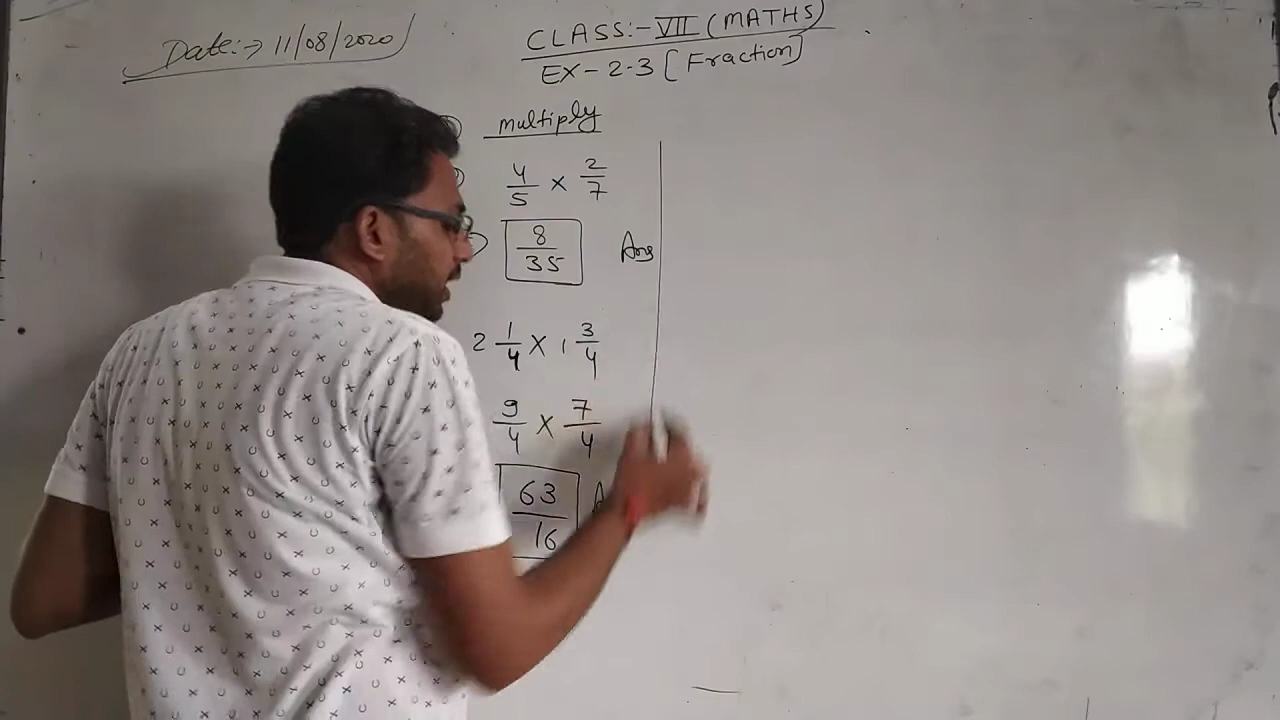 Date:→ 11/08/2020
CLASS:- VII (MATHS)
EX-2.3 [Fraction]
multiply
4/5 × 2/7
8/35 Ans
2 1/4 × 1 3/4
9/4 × 7/4
63/16 A